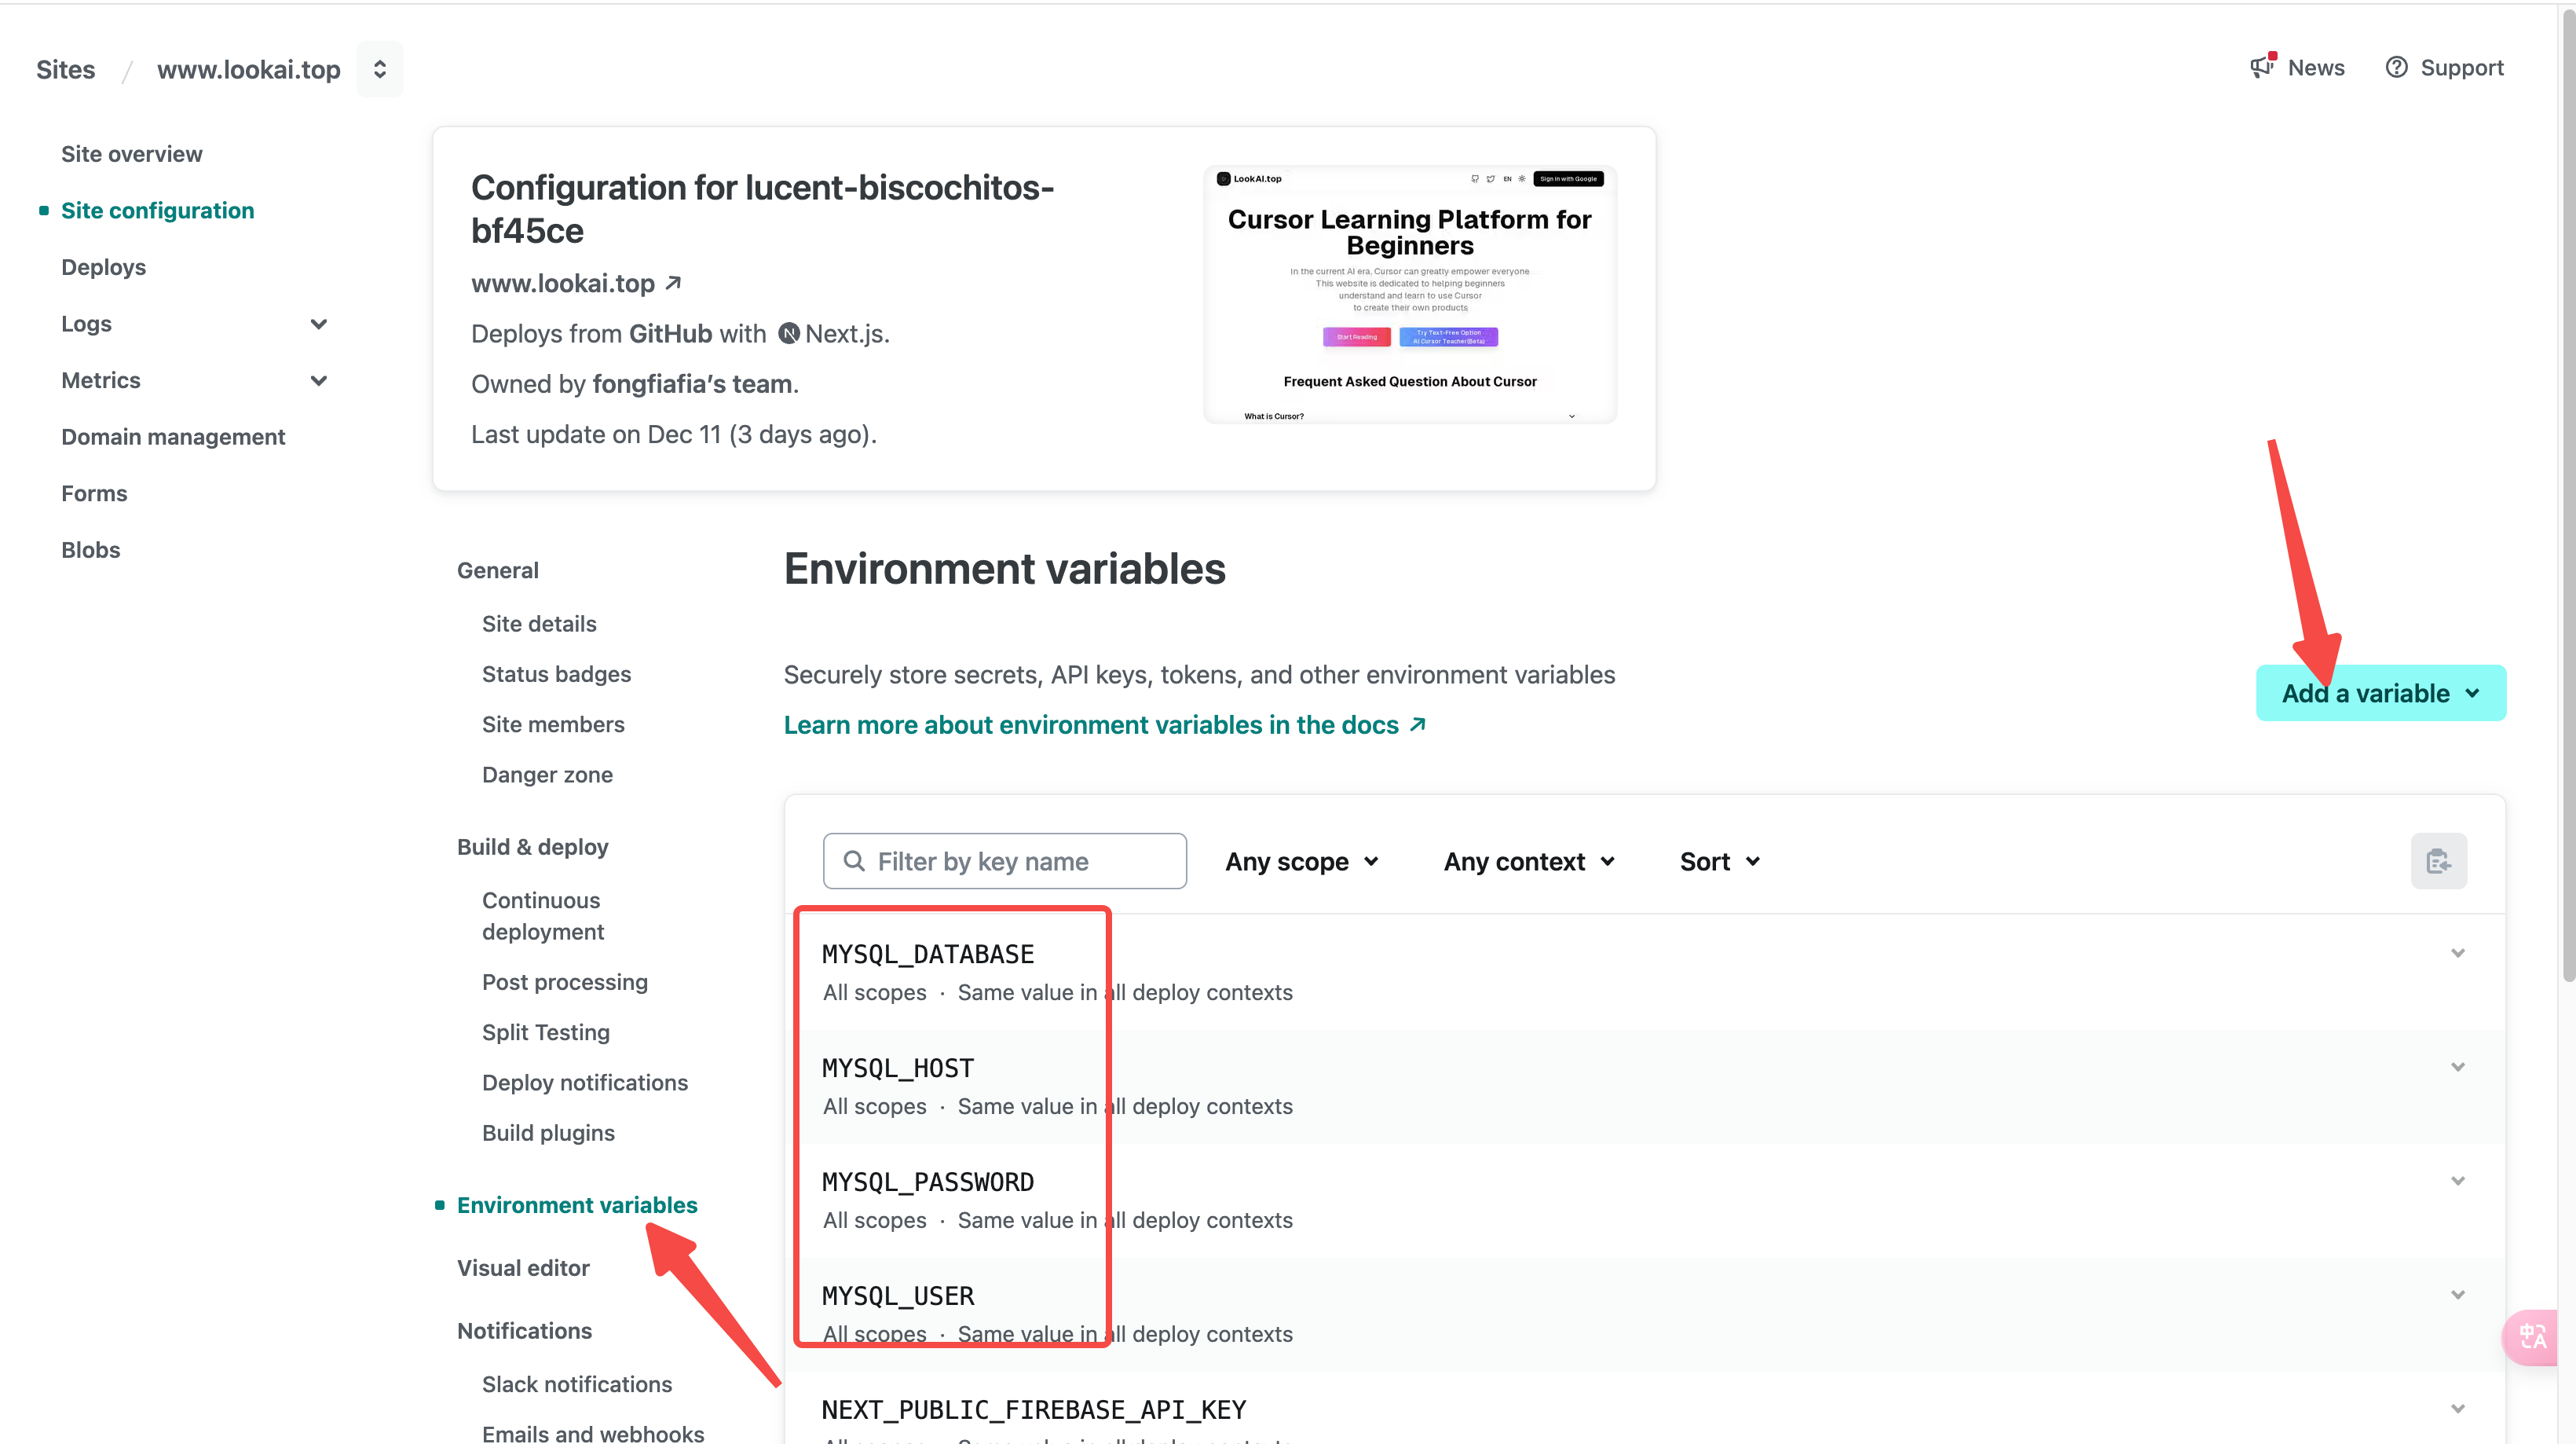 Sites / www.lookai.top
News
Support
Site overview
Site configuration
Deploys
Logs
Metrics
Domain management
Forms
Blobs
Configuration for lucent-biscochitos-
bf45ce
www.lookai.top
Deploys from GitHub with Next.js.
Owned by fongfiafia’s team.
Last update on Dec 11 (3 days ago).
LookAI.top
EN
Sign in with Google
Cursor Learning Platform for
Beginners
In the current AI era, Cursor can greatly empower everyone
This website is dedicated to helping beginners
understand and learn to use Cursor
to create their own products
Start Reading
Try Text-Free Option
AI Cursor Teacher(Beta)
Frequent Asked Question About Cursor
What is Cursor?
General
Site details
Status badges
Site members
Danger zone
Build & deploy
Continuous
deployment
Post processing
Split Testing
Deploy notifications
Build plugins
Environment variables
Visual editor
Notifications
Slack notifications
Emails and webhooks
Environment variables
Securely store secrets, API keys, tokens, and other environment variables
Learn more about environment variables in the docs
Add a variable
Filter by key name
Any scope
Any context
Sort
MYSQL_DATABASE
All scopes · Same value in all deploy contexts
MYSQL_HOST
All scopes · Same value in all deploy contexts
MYSQL_PASSWORD
All scopes · Same value in all deploy contexts
MYSQL_USER
All scopes · Same value in all deploy contexts
NEXT_PUBLIC_FIREBASE_API_KEY
中A